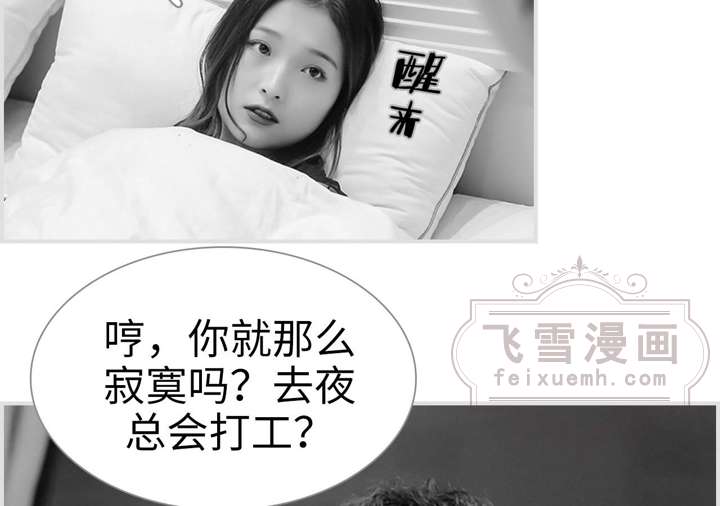 醒来
飞雪漫画
feixuemh.com
哼，你就那么
寂寞吗？去夜
总会打工？